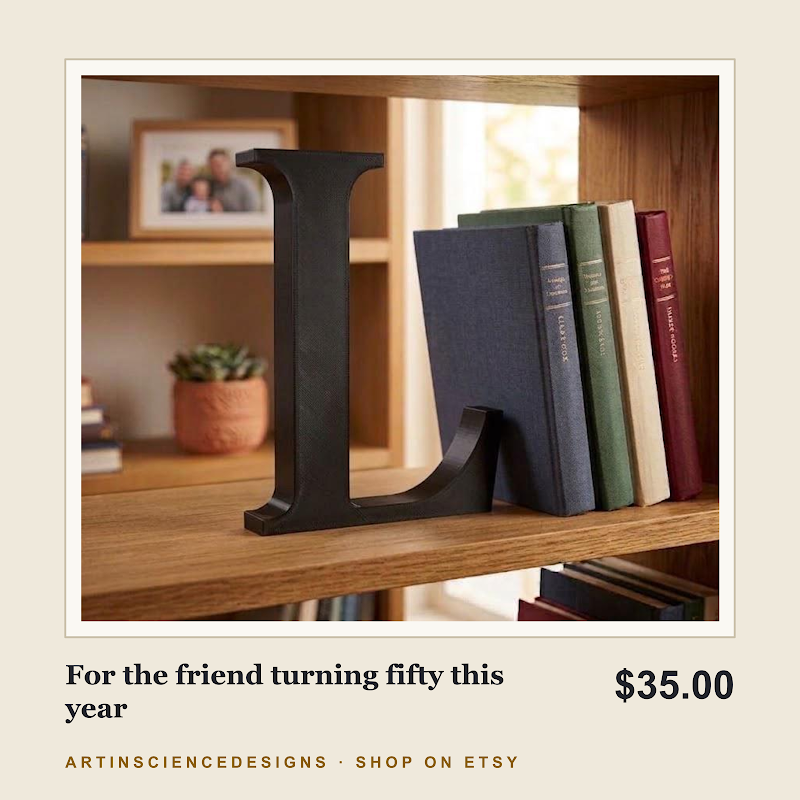 L
For the friend turning fifty this
year
$35.00
ARTINSCIENCEDESIGNS · SHOP ON ETSY